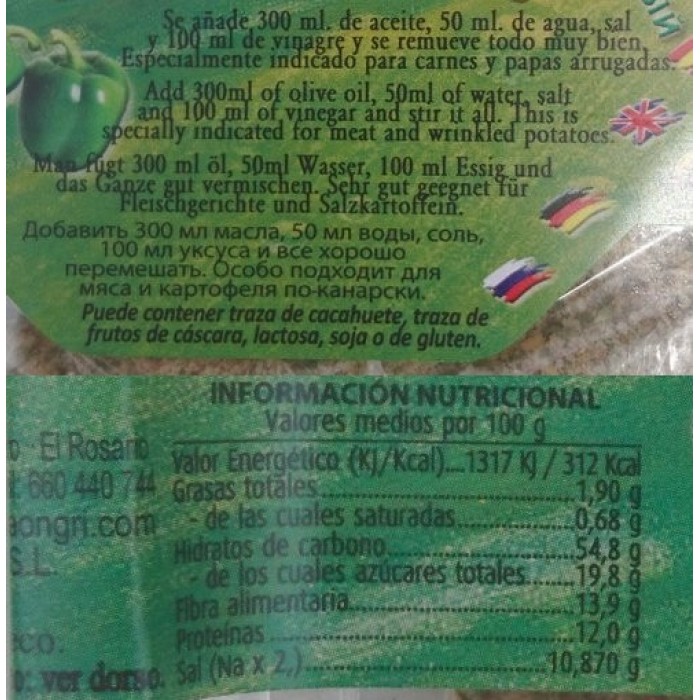 Se añade 300 ml. de aceite, 50 ml. de agua, sal
y 100 ml de vinagre y se remueve todo muy bien.
Especialmente indicado para carnes y papas arrugadas.
Add 300ml of olive oil, 50ml of water, salt
and 100 ml of vinegar and stir it all. This is
specially indicated for meat and wrinkled potatoes.
Man fügt 300 ml öl, 50ml Wasser, 100 ml Essig und
das Ganze gut vermischen. Sehr gut geegnet für
Fleischgerichte und Salzkartoffein.
Добавить 300 мл масла, 50 мл воды, соль,
100 мл уксуса и все хорошо
перемешать. Особо подходит для
мяса и картофеля по-канарски.
Puede contener traza de cacahuete, traza de
frutos de cáscara, lactosa, soja o de gluten.
INFORMACIÓN NUTRICIONAL
Valores medios por 100 g
Valor Energético (KJ/Kcal)....1317 KJ / 312 Kcal
Grasas totales..........1,90 g
- de las cuales saturadas..........0,68 g
Hidratos de carbono..........54,8 g
- de los cuales azúcares totales..........19,8 g
Fibra alimentaria..........13,9 g
Proteínas..........12,0 g
Sal (Na x 2,)..........10,870 g
El Rosario
660 440 744
ongri.com
S.L.
eco.
ver dorso.